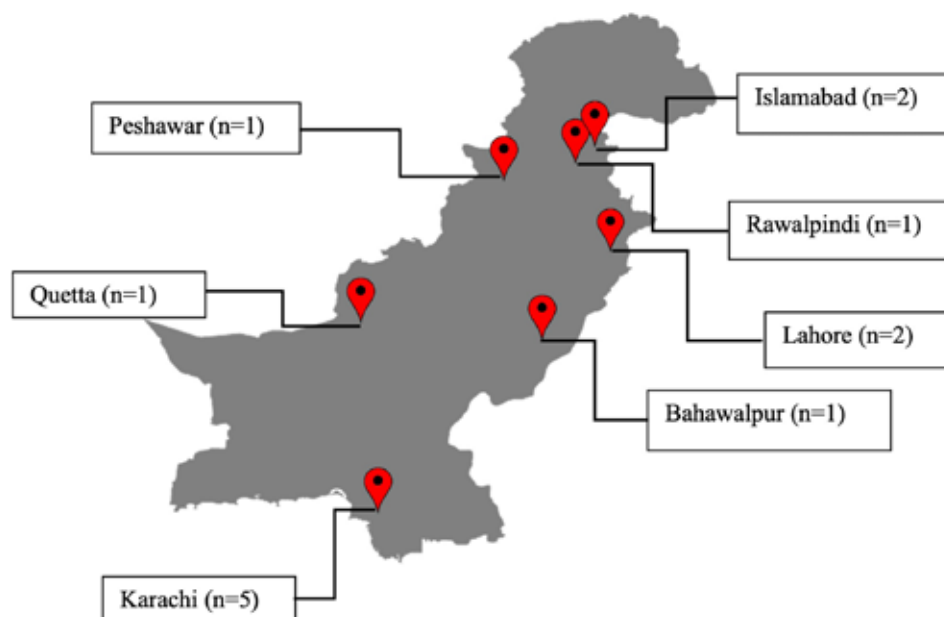 Islamabad (n=2)
Peshawar (n=1)
Rawalpindi (n=1)
Quetta (n=1)
Lahore (n=2)
Bahawalpur (n=1)
Karachi (n=5)